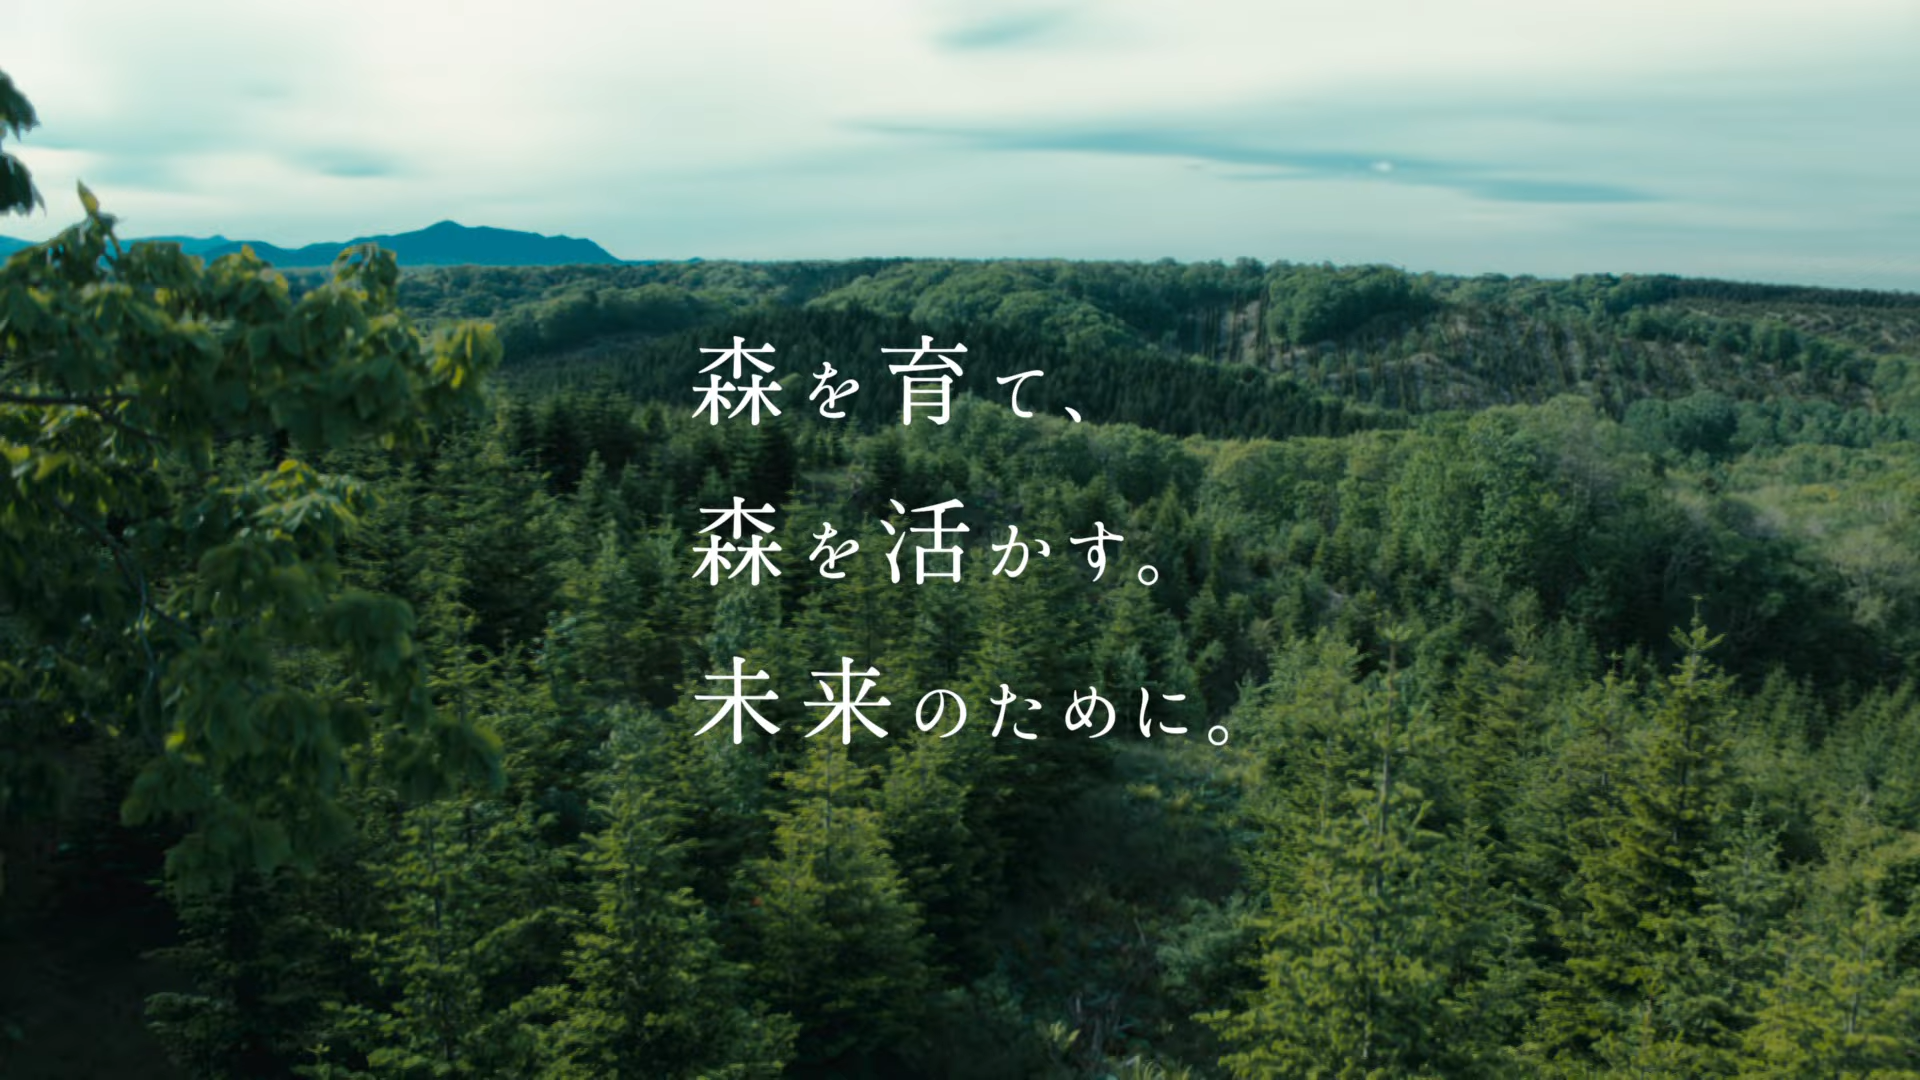 森を育て、
森を活かす。
未来のために。